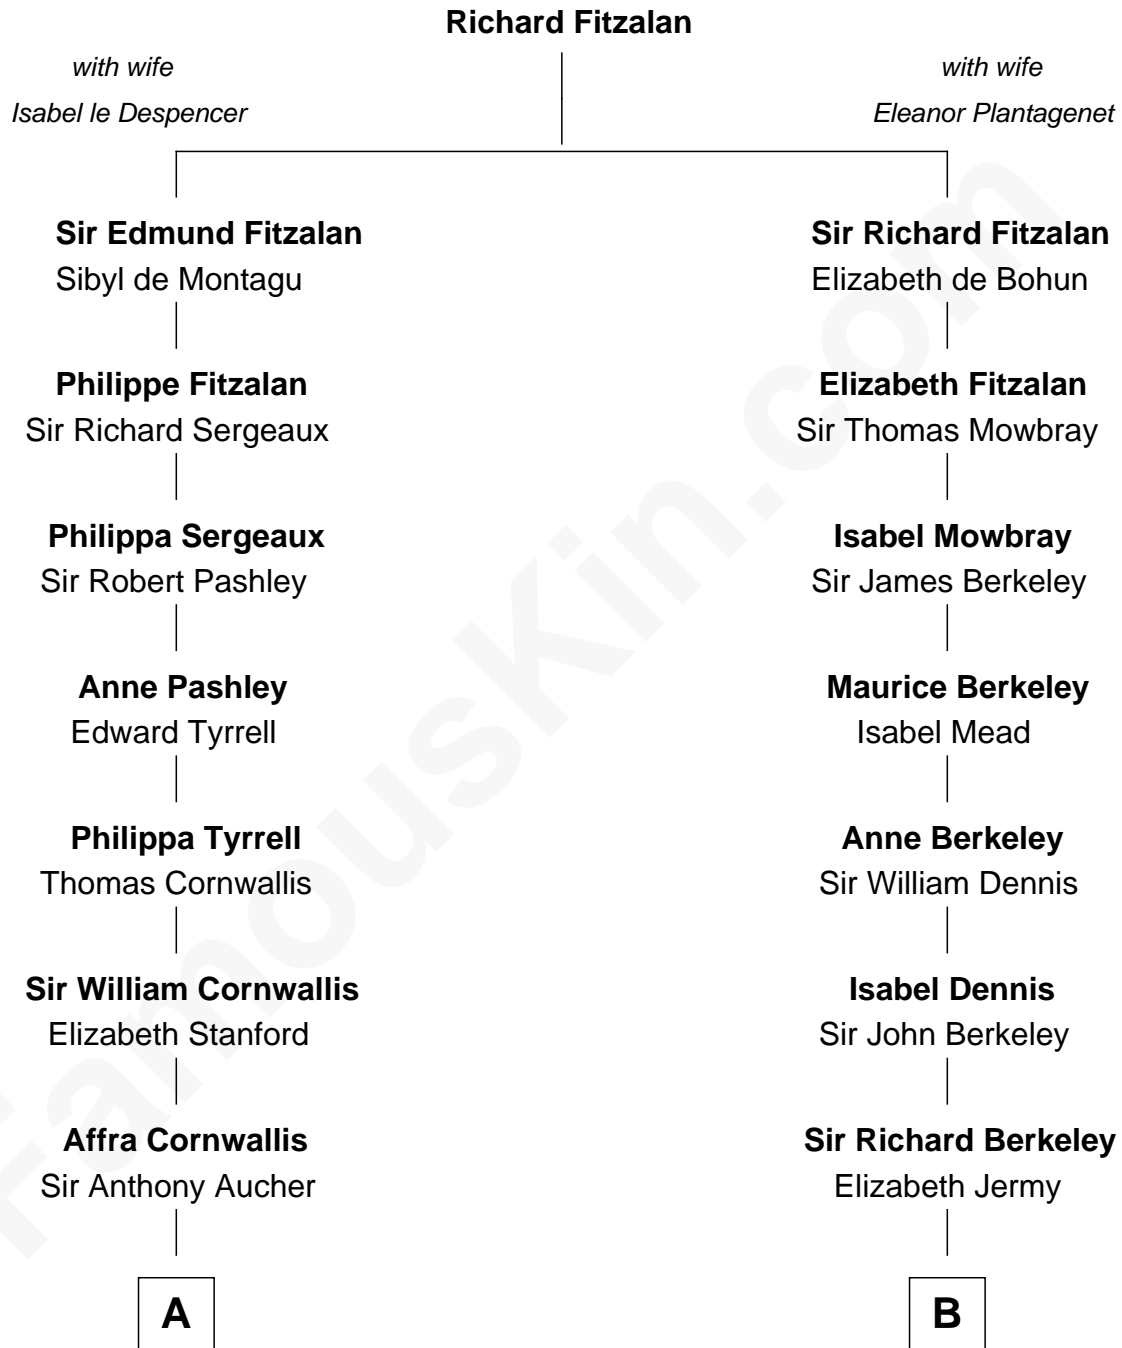 Richard Fitzalan
with wife
Isabel le Despencer
with wife
Eleanor Plantagenet
Sir Edmund Fitzalan
Sibyl de Montagu
Sir Richard Fitzalan
Elizabeth de Bohun
Philippe Fitzalan
Sir Richard Sergeaux
Elizabeth Fitzalan
Sir Thomas Mowbray
Philippa Sergeaux
Sir Robert Pashley
Isabel Mowbray
Sir James Berkeley
Anne Pashley
Edward Tyrrell
Maurice Berkeley
Isabel Mead
Philippa Tyrrell
Thomas Cornwallis
Anne Berkeley
Sir William Dennis
Sir William Cornwallis
Elizabeth Stanford
Isabel Dennis
Sir John Berkeley
Affra Cornwallis
Sir Anthony Aucher
Sir Richard Berkeley
Elizabeth Jermy
A
B
FamousKin.com